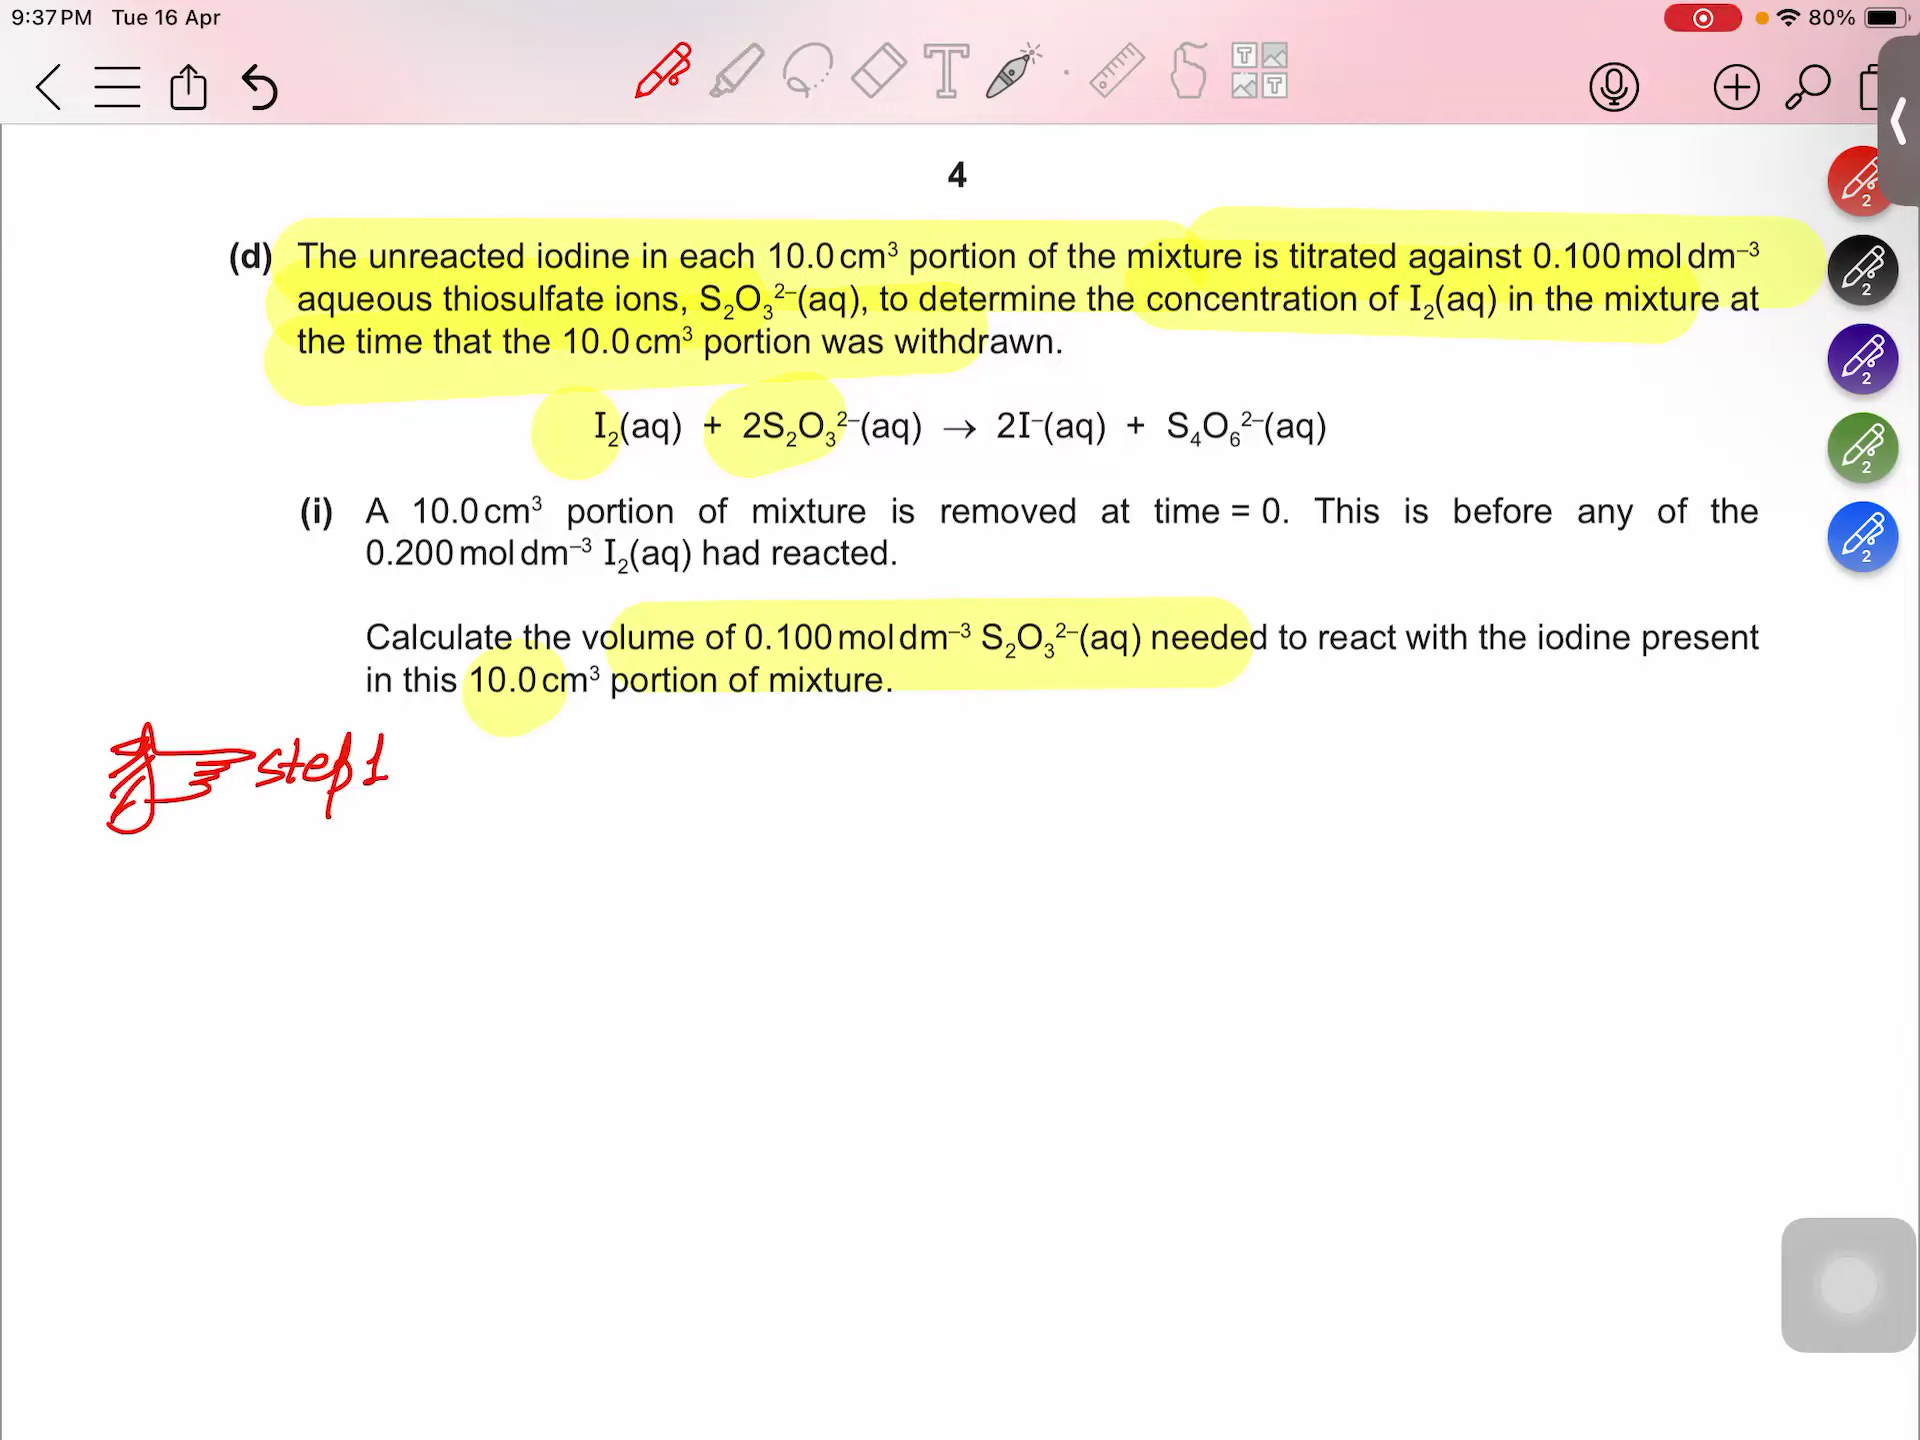 9:37 PM Tue 16 Apr
80%
4
(d) The unreacted iodine in each 10.0 cm³ portion of the mixture is titrated against 0.100 mol dm⁻³
aqueous thiosulfate ions, S₂O₃²⁻(aq), to determine the concentration of I₂(aq) in the mixture at
the time that the 10.0 cm³ portion was withdrawn.
I₂(aq) + 2S₂O₃²⁻(aq) → 2I⁻(aq) + S₄O₆²⁻(aq)
(i) A 10.0 cm³ portion of mixture is removed at time = 0. This is before any of the
0.200 mol dm⁻³ I₂(aq) had reacted.
Calculate the volume of 0.100 mol dm⁻³ S₂O₃²⁻(aq) needed to react with the iodine present
in this 10.0 cm³ portion of mixture.
step 1
2
2
2
2
2